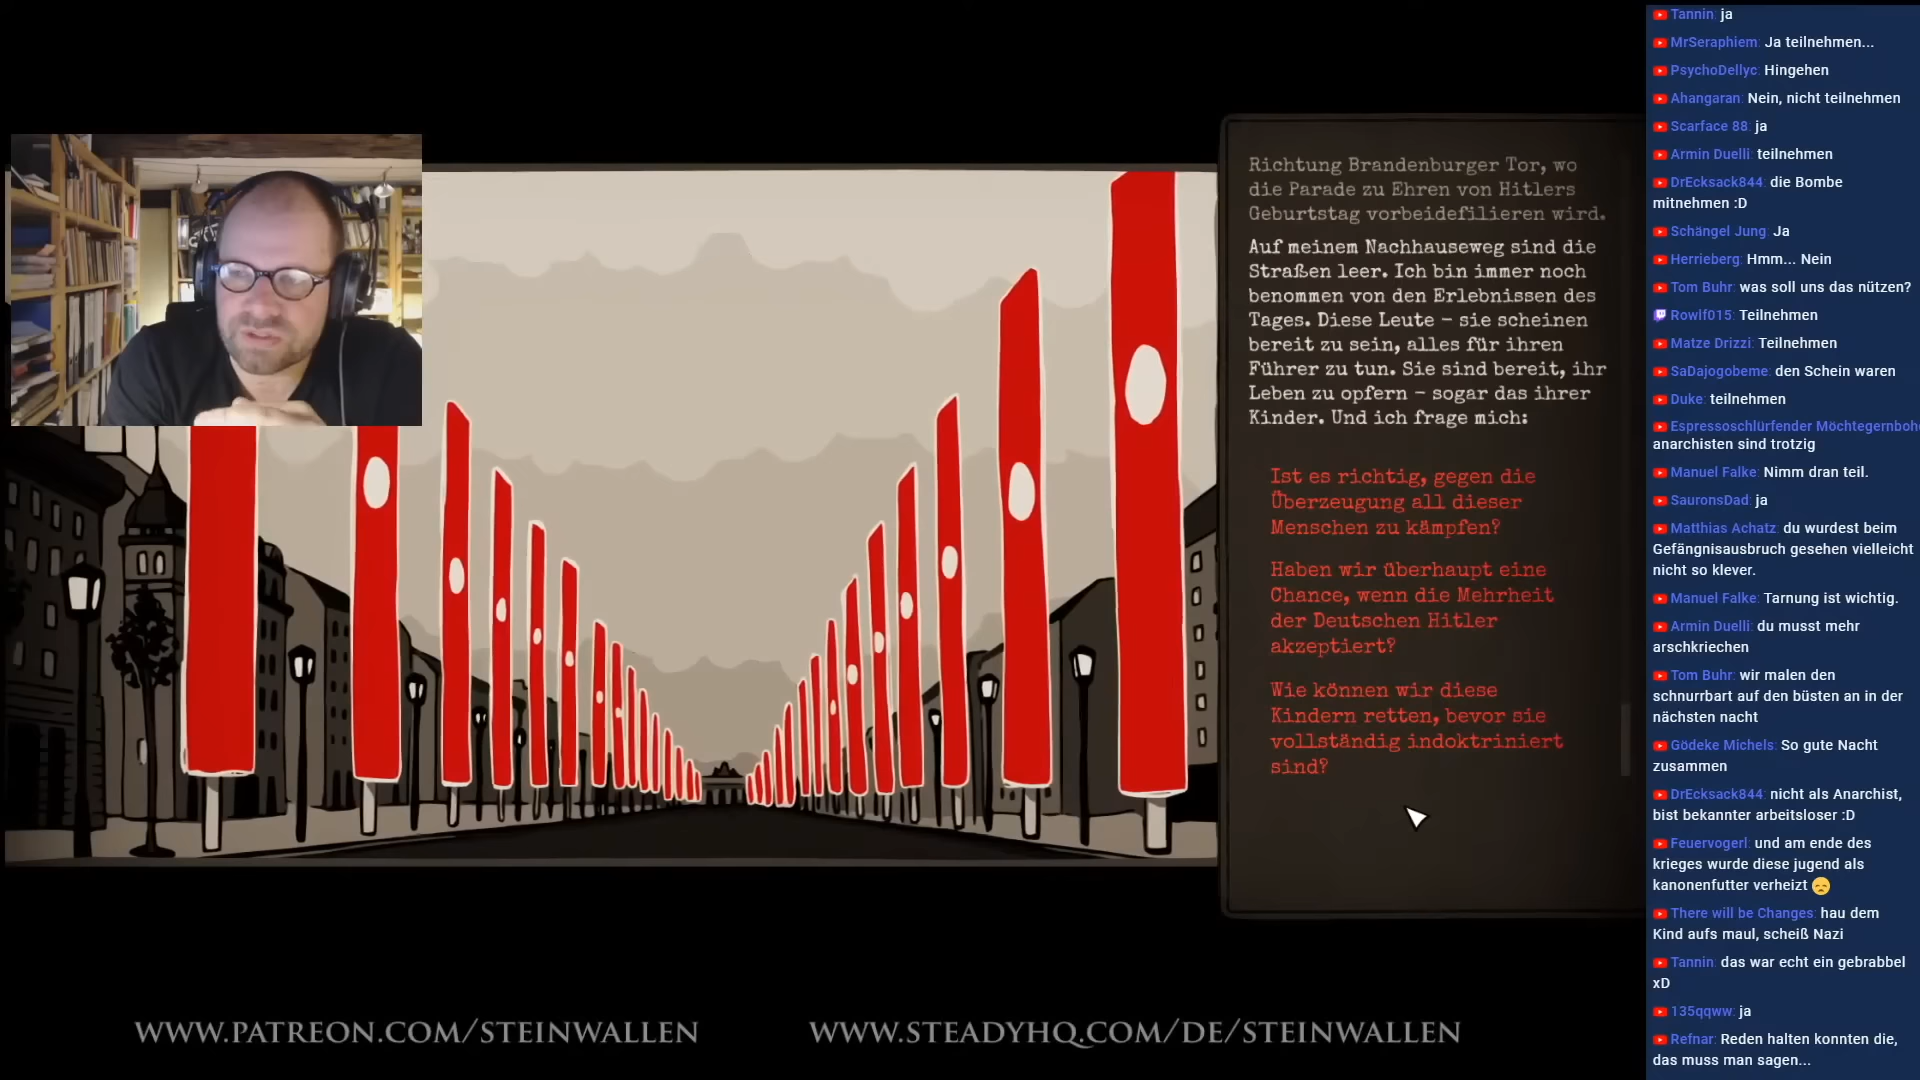 Richtung Brandenburger Tor, wo
die Parade zu Ehren von Hitlers
Geburtstag vorbeidefilieren wird.
Auf meinem Nachhauseweg sind die
Straßen leer. Ich bin immer noch
benommen von den Erlebnissen des
Tages. Diese Leute – sie scheinen
bereit zu sein, alles für ihren
Führer zu tun. Sie sind bereit, ihr
Leben zu opfern – sogar das ihrer
Kinder. Und ich frage mich:
Ist es richtig, gegen die
Überzeugung all dieser
Menschen zu kämpfen?
Haben wir überhaupt eine
Chance, wenn die Mehrheit
der Deutschen Hitler
akzeptiert?
Wie können wir diese
Kindern retten, bevor sie
vollständig indoktriniert
sind?
WWW.PATREON.COM/STEINWALLEN
WWW.STEADYHQ.COM/DE/STEINWALLEN
Tannin: ja
MrSeraphiem: Ja teilnehmen...
PsychoDellyc: Hingehen
Ahangaran: Nein, nicht teilnehmen
Scarface 88: ja
Armin Duelli: teilnehmen
DrEcksack844: die Bombe
mitnehmen :D
Schängel Jung: Ja
Herrieberg: Hmm... Nein
Tom Buhr: was soll uns das nützen?
Rowlf015: Teilnehmen
Matze Drizzi: Teilnehmen
SaDajogobeme: den Schein waren
Duke: teilnehmen
Espressoschlürfender Möchtegernbohe
anarchisten sind trotzig
Manuel Falke: Nimm dran teil.
SauronsDad: ja
Matthias Achatz: du wurdest beim
Gefängnisausbruch gesehen vielleicht
nicht so klever.
Manuel Falke: Tarnung ist wichtig.
Armin Duelli: du musst mehr
arschkriechen
Tom Buhr: wir malen den
schnurrbart auf den büsten an in der
nächsten nacht
Gödeke Michels: So gute Nacht
zusammen
DrEcksack844: nicht als Anarchist,
bist bekannter arbeitsloser :D
Feuervogerl: und am ende des
krieges wurde diese jugend als
kanonenfutter verheizt
There will be Changes: hau dem
Kind aufs maul, scheiß Nazi
Tannin: das war echt ein gebrabbel
xD
135qqww: ja
Refnar: Reden halten konnten die,
das muss man sagen...